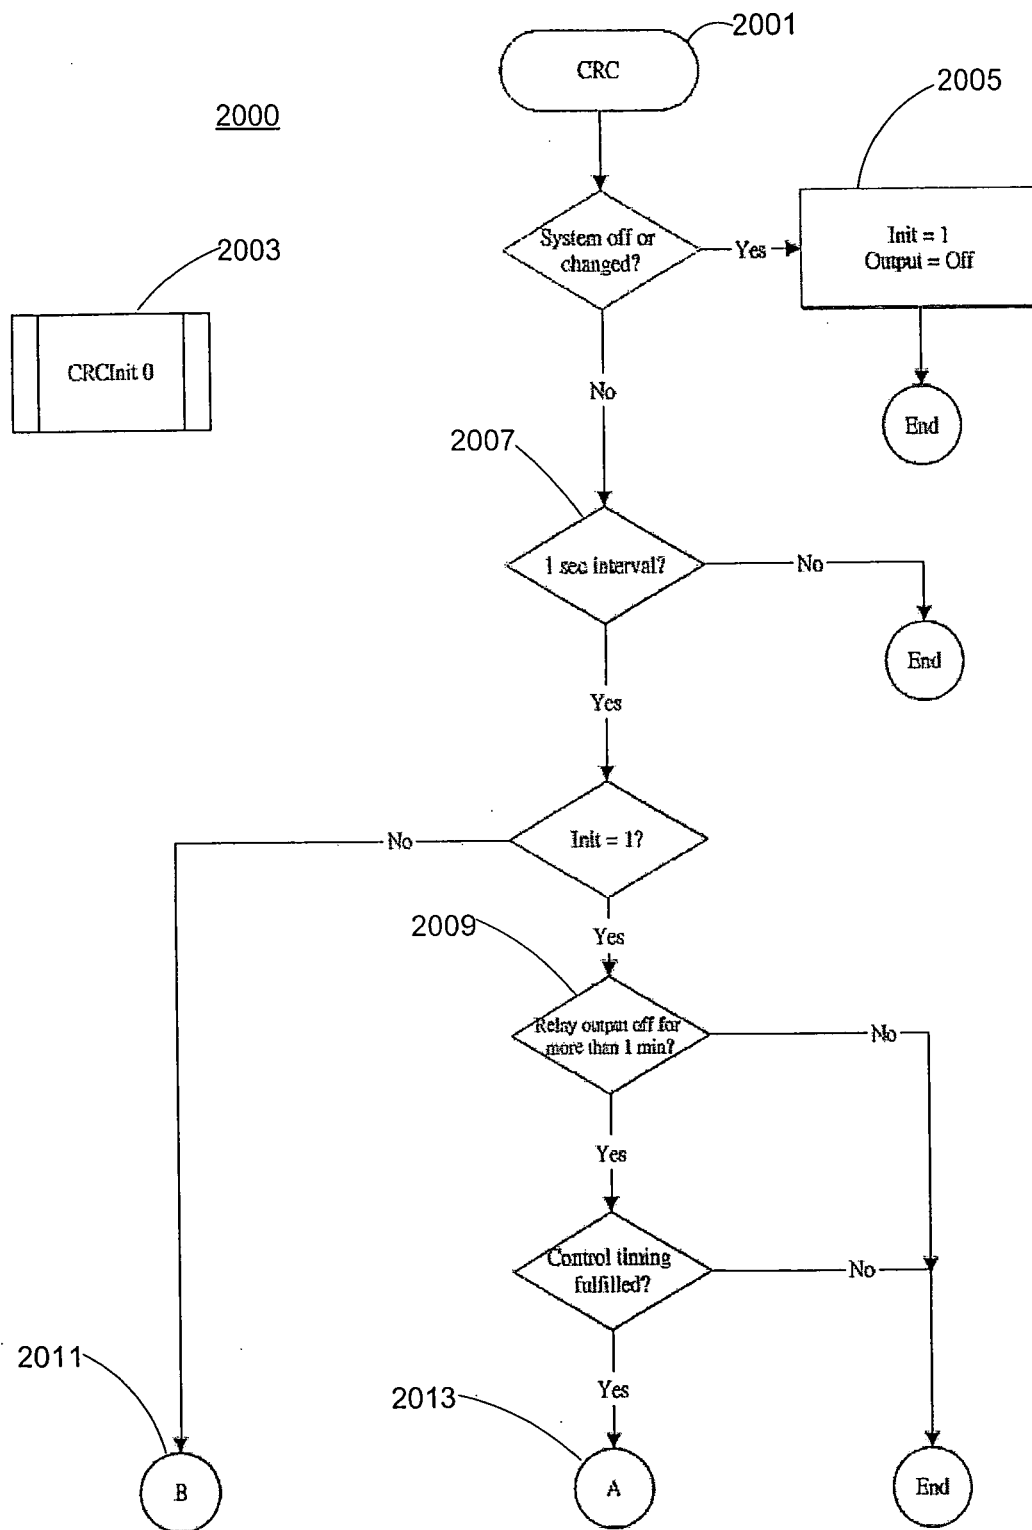 2001
CRC
2005
2000
System off or
changed?
Yes
Init = 1
Output = Off
2003
CRCInit 0
No
End
2007
1 sec interval?
No
End
Yes
Init = 1?
No
2009
Yes
Relay output off for
more than 1 min?
No
Yes
Control timing
fulfilled?
No
2011
Yes
2013
B
A
End